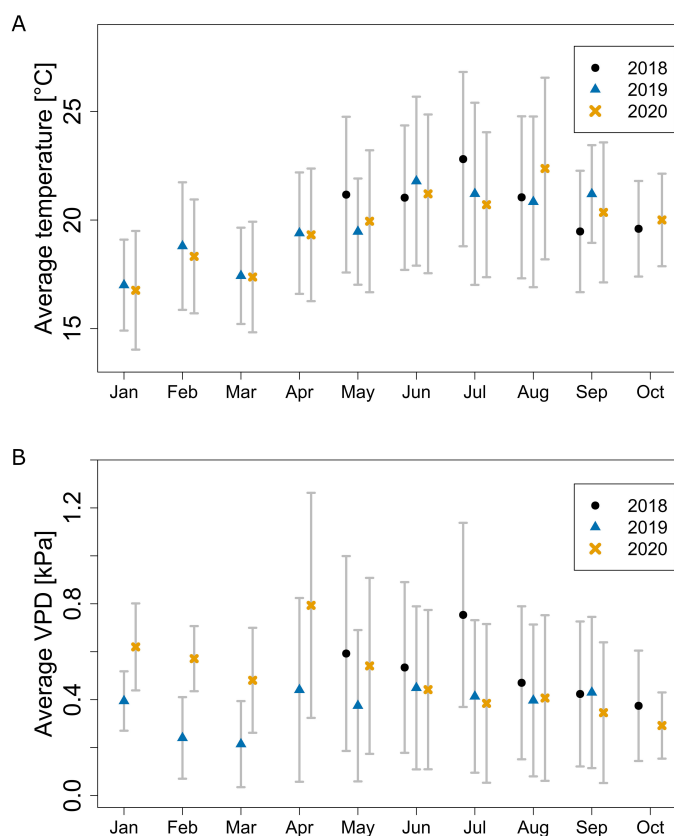 A
Average temperature [°C]
25
20
15
2018
2019
2020
Jan Feb Mar Apr May Jun Jul Aug Sep Oct
B
Average VPD [kPa]
1.2
0.8
0.4
0.0
2018
2019
2020
Jan Feb Mar Apr May Jun Jul Aug Sep Oct